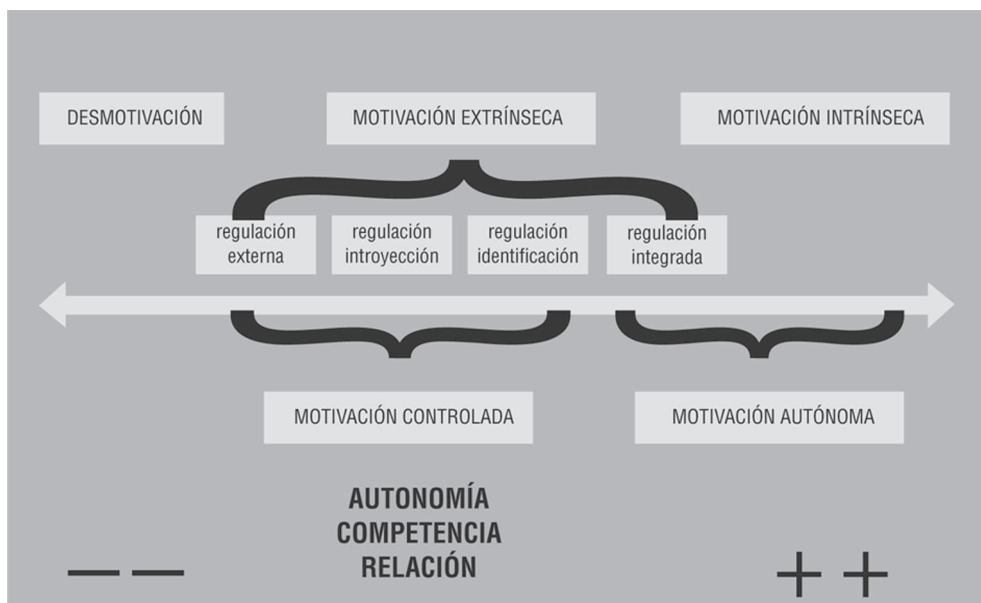 DESMOTIVACIÓN
MOTIVACIÓN EXTRÍNSECA
MOTIVACIÓN INTRÍNSECA
regulación
externa
regulación
introyección
regulación
identificación
regulación
integrada
MOTIVACIÓN CONTROLADA
MOTIVACIÓN AUTÓNOMA
AUTONOMÍA
COMPETENCIA
RELACIÓN
— —
+ +